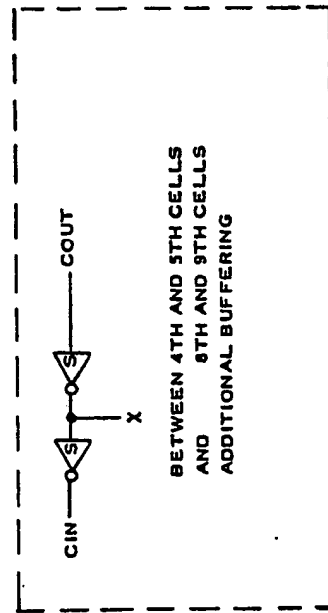 CIN
S
S
COUT
X
BETWEEN 4TH AND 5TH CELLS
AND 8TH AND 9TH CELLS
ADDITIONAL BUFFERING